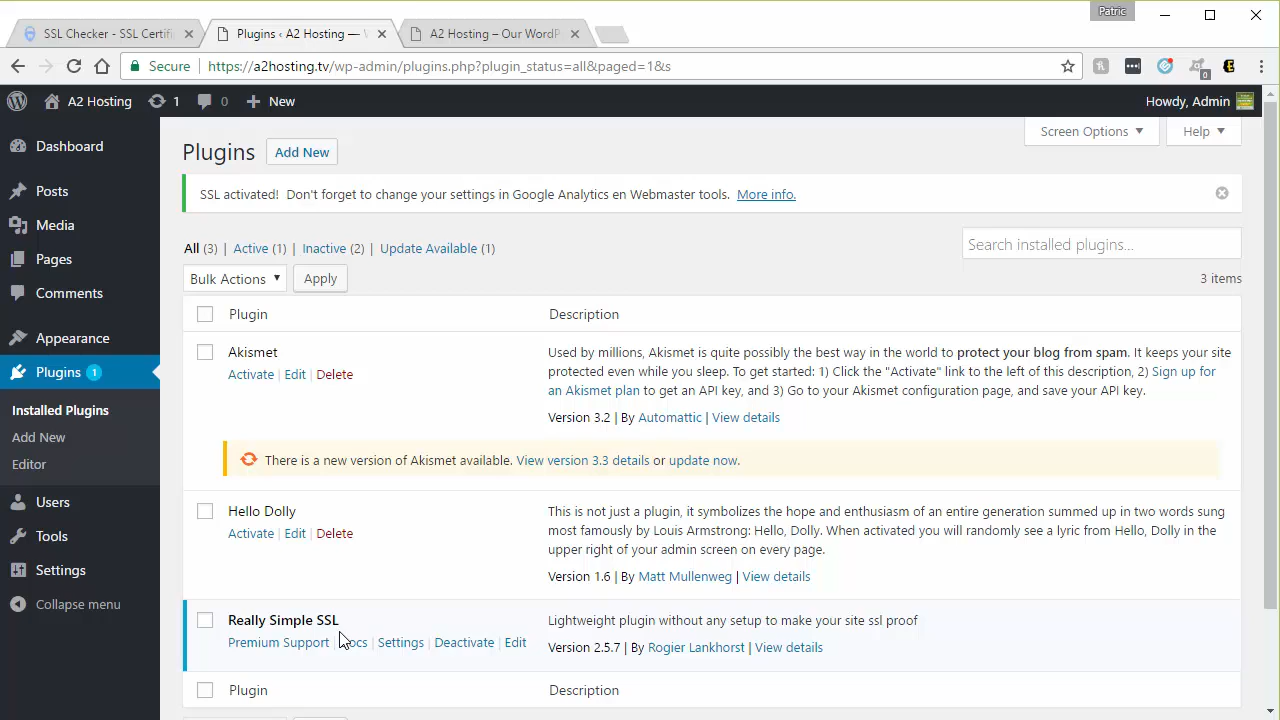 Patric
SSL Checker - SSL Certifi
Plugins ‹ A2 Hosting —
A2 Hosting – Our WordP
Secure
https://a2hosting.tv/wp-admin/plugins.php?plugin_status=all&paged=1&s
0
A2 Hosting
1
0
New
Howdy, Admin
Dashboard
Posts
Media
Pages
Comments
Appearance
Plugins 1
Installed Plugins
Add New
Editor
Users
Tools
Settings
Collapse menu
Screen Options
Help
Plugins
Add New
SSL activated! Don't forget to change your settings in Google Analytics en Webmaster tools. More info.
All (3) | Active (1) | Inactive (2) | Update Available (1)
Search installed plugins...
Bulk Actions
Apply
3 items
Plugin
Description
Akismet
Activate | Edit | Delete
Used by millions, Akismet is quite possibly the best way in the world to protect your blog from spam. It keeps your site
protected even while you sleep. To get started: 1) Click the "Activate" link to the left of this description, 2) Sign up for
an Akismet plan to get an API key, and 3) Go to your Akismet configuration page, and save your API key.
Version 3.2 | By Automattic | View details
There is a new version of Akismet available. View version 3.3 details or update now.
Hello Dolly
Activate | Edit | Delete
This is not just a plugin, it symbolizes the hope and enthusiasm of an entire generation summed up in two words sung
most famously by Louis Armstrong: Hello, Dolly. When activated you will randomly see a lyric from Hello, Dolly in the
upper right of your admin screen on every page.
Version 1.6 | By Matt Mullenweg | View details
Really Simple SSL
Premium Support | ocs | Settings | Deactivate | Edit
Lightweight plugin without any setup to make your site ssl proof
Version 2.5.7 | By Rogier Lankhorst | View details
Plugin
Description